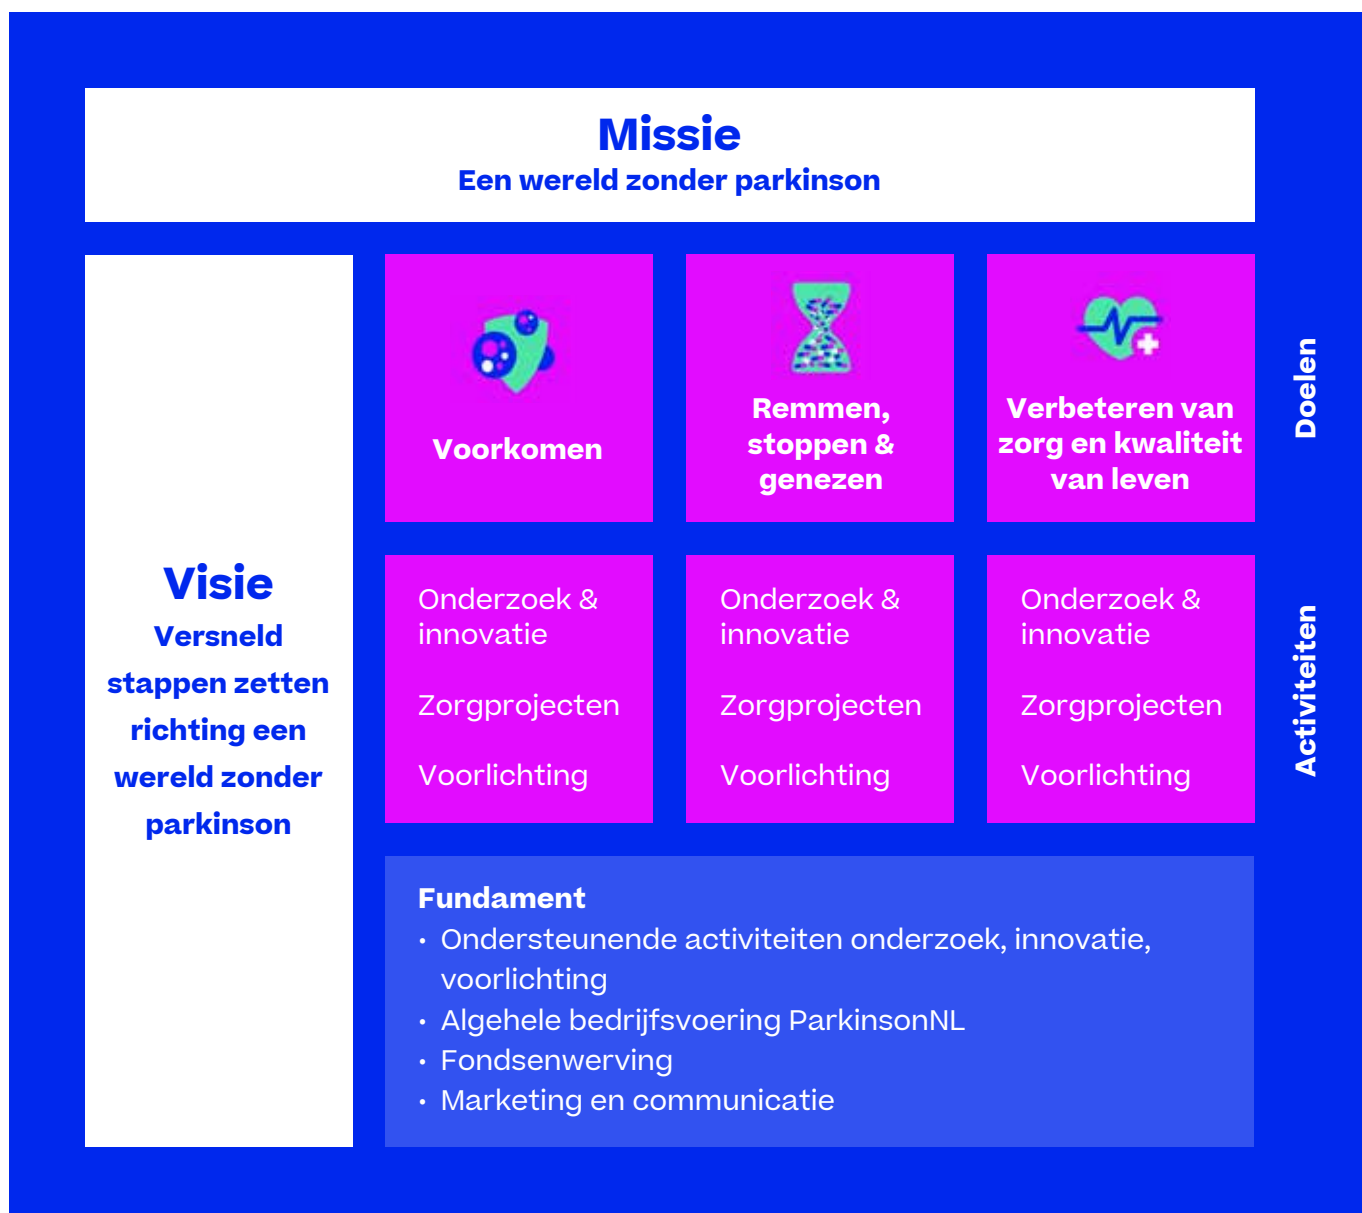 Missie
Een wereld zonder parkinson
Visie
Versneld
stappen zetten
richting een
wereld zonder
parkinson
Voorkomen
Remmen,
stoppen &
genezen
Verbeteren van
zorg en kwaliteit
van leven
Doelen
Onderzoek &
innovatie
Zorgprojecten
Voorlichting
Onderzoek &
innovatie
Zorgprojecten
Voorlichting
Onderzoek &
innovatie
Zorgprojecten
Voorlichting
Activiteiten
Fundament
• Ondersteunende activiteiten onderzoek, innovatie,
voorlichting
• Algehele bedrijfsvoering ParkinsonNL
• Fondsenwerving
• Marketing en communicatie